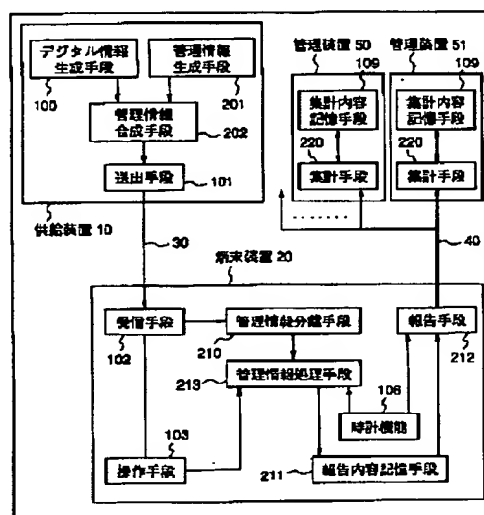 デジタル情報
生成手段
100
管理情報
生成手段
201
管理情報
合成手段
202
送出手段
101
供給装置 10
30
管理装置 50
109
集計内容
記憶手段
220
集計手段
管理装置 51
109
集計内容
記憶手段
220
集計手段
40
端末装置 20
受信手段
102
管理情報分離手段
210
報告手段
212
管理情報処理手段
213
106
時計機能
103
操作手段
211
報告内容記憶手段